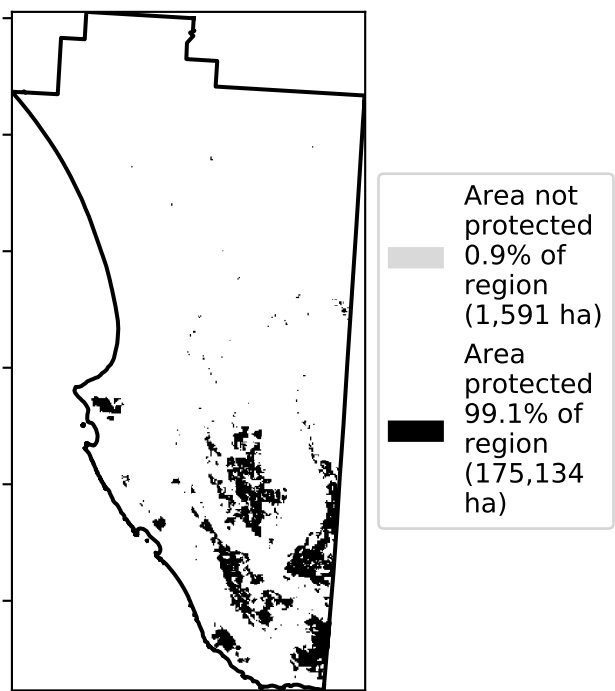 Area not
protected
0.9% of
region
(1,591 ha)
Area
protected
99.1% of
region
(175,134
ha)